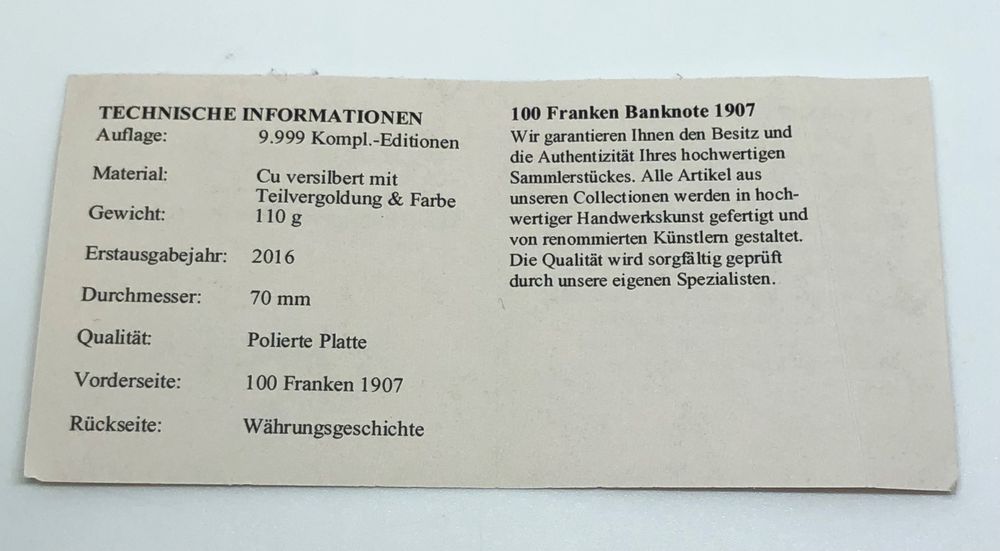 TECHNISCHE INFORMATIONEN
Auflage: 9.999 Kompl.-Editionen
Material: Cu versilbert mit
Teilvergoldung & Farbe
Gewicht: 110 g
Erstausgabejahr: 2016
Durchmesser: 70 mm
Qualität: Polierte Platte
Vorderseite: 100 Franken 1907
Rückseite: Währungsgeschichte
100 Franken Banknote 1907
Wir garantieren Ihnen den Besitz und
die Authentizität Ihres hochwertigen
Sammlerstückes. Alle Artikel aus
unseren Collectionen werden in hoch-
wertiger Handwerkskunst gefertigt und
von renommierten Künstlern gestaltet.
Die Qualität wird sorgfältig geprüft
durch unsere eigenen Spezialisten.